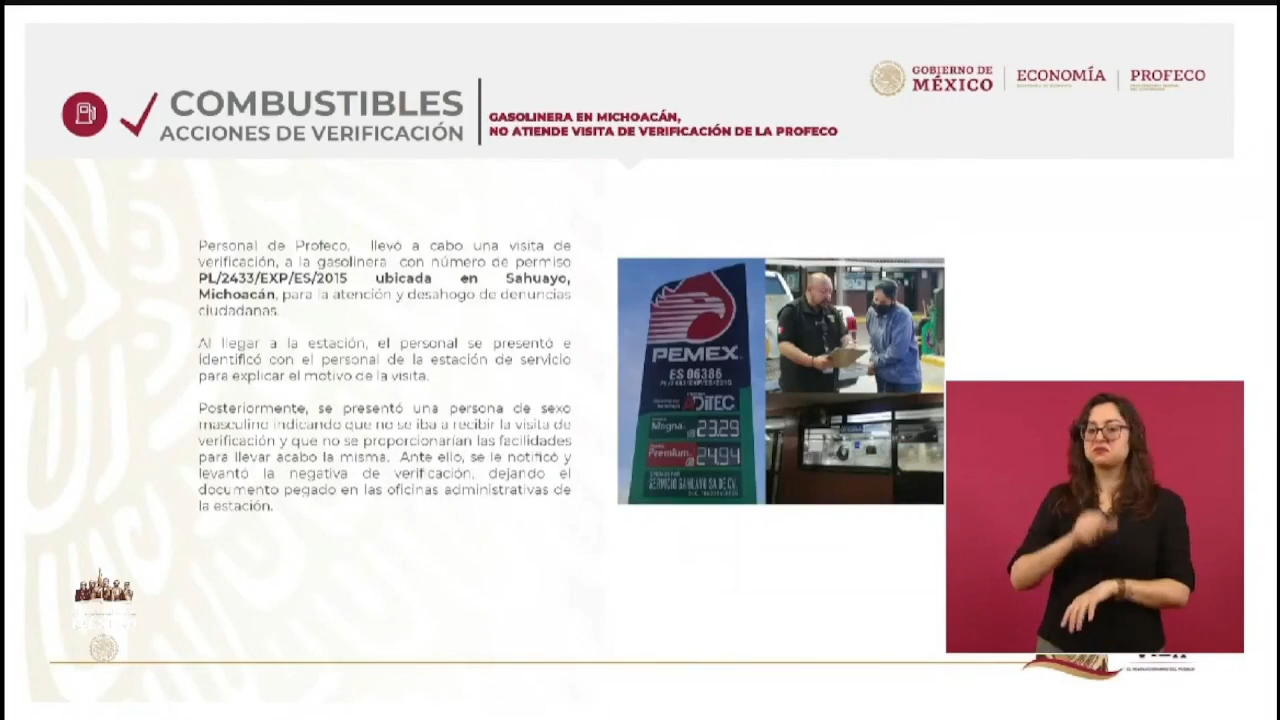 COMBUSTIBLES
ACCIONES DE VERIFICACIÓN
GASOLINERA EN MICHOACÁN,
NO ATIENDE VISITA DE VERIFICACIÓN DE LA PROFECO
GOBIERNO DE
MÉXICO
ECONOMÍA
PROFECO
Personal de Profeco, llevó a cabo una visita de
verificación, a la gasolinera con número de permiso
PL/2433/EXP/ES/2015 ubicada en Sahuayo,
Michoacán, para la atención y desahogo de denuncias
ciudadanas.
Al llegar a la estación, el personal se presentó e
identificó con el personal de la estación de servicio
para explicar el motivo de la visita.
Posteriormente, se presentó una persona de sexo
masculino indicando que no se iba a recibir la visita de
verificación y que no se proporcionarían las facilidades
para llevar acabo la misma. Ante ello, se le notificó y
levantó la negativa de verificación, dejando el
documento pegado en las oficinas administrativas de
la estación.
PEMEX
ES 06386
ADITEC
Magna 23.29
Premium 24.94